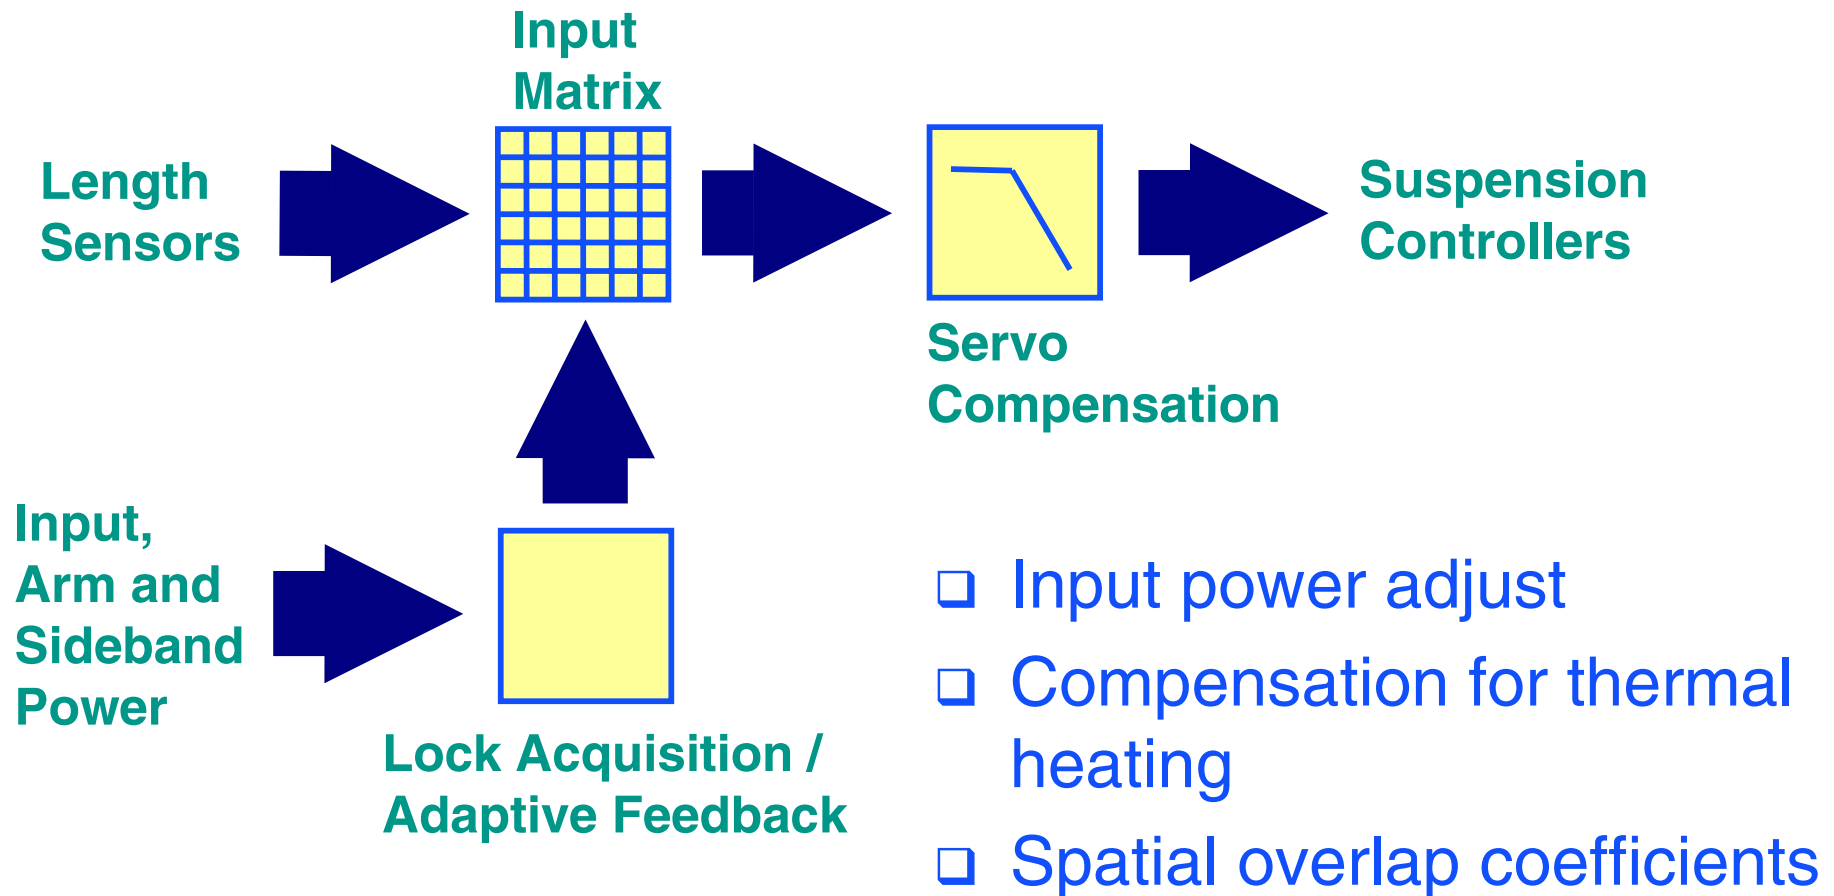 Input
Matrix
Length
Sensors
Suspension
Controllers
Servo
Compensation
Input,
Arm and
Sideband
Power
Lock Acquisition /
Adaptive Feedback
❑ Input power adjust
❑ Compensation for thermal
heating
❑ Spatial overlap coefficients